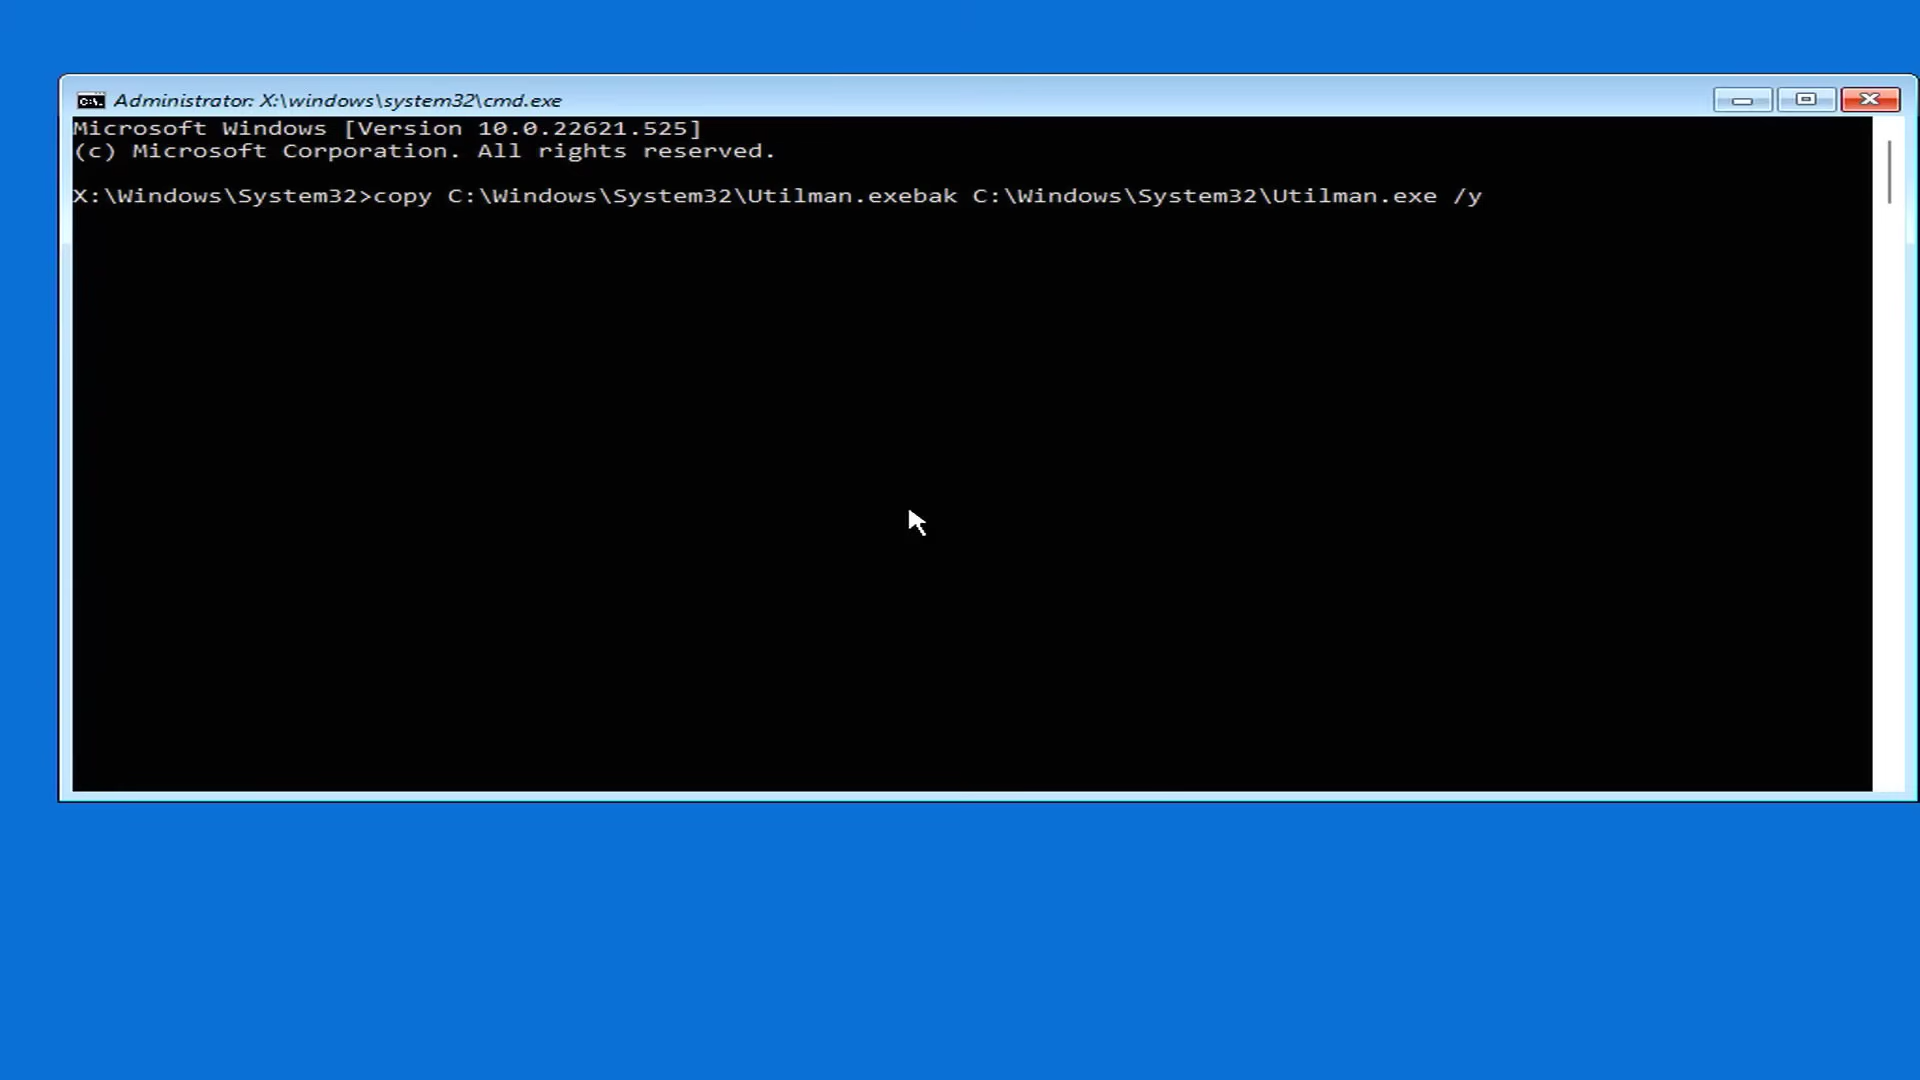 Administrator: X:\windows\system32\cmd.exe
Microsoft Windows [Version 10.0.22621.525]
(c) Microsoft Corporation. All rights reserved.
X:\Windows\System32>copy C:\Windows\System32\Utilman.exebak C:\Windows\System32\Utilman.exe /y